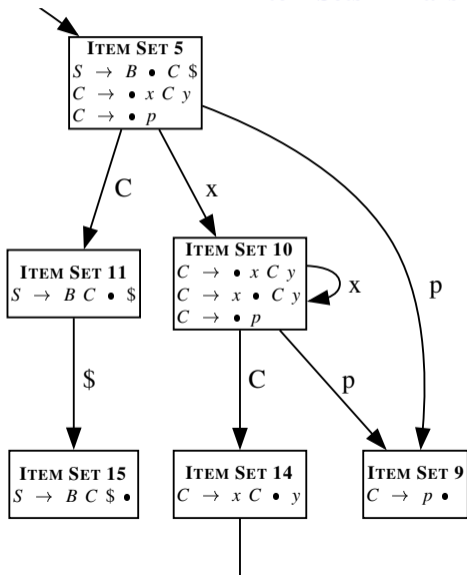 ITEM SET 5
S → B • C $
C → • x C y
C → • p
C
x
ITEM SET 11
S → B C • $
ITEM SET 10
C → • x C y
C → x • C y
C → • p
x
p
$
C
p
ITEM SET 15
S → B C $ •
ITEM SET 14
C → x C • y
ITEM SET 9
C → p •